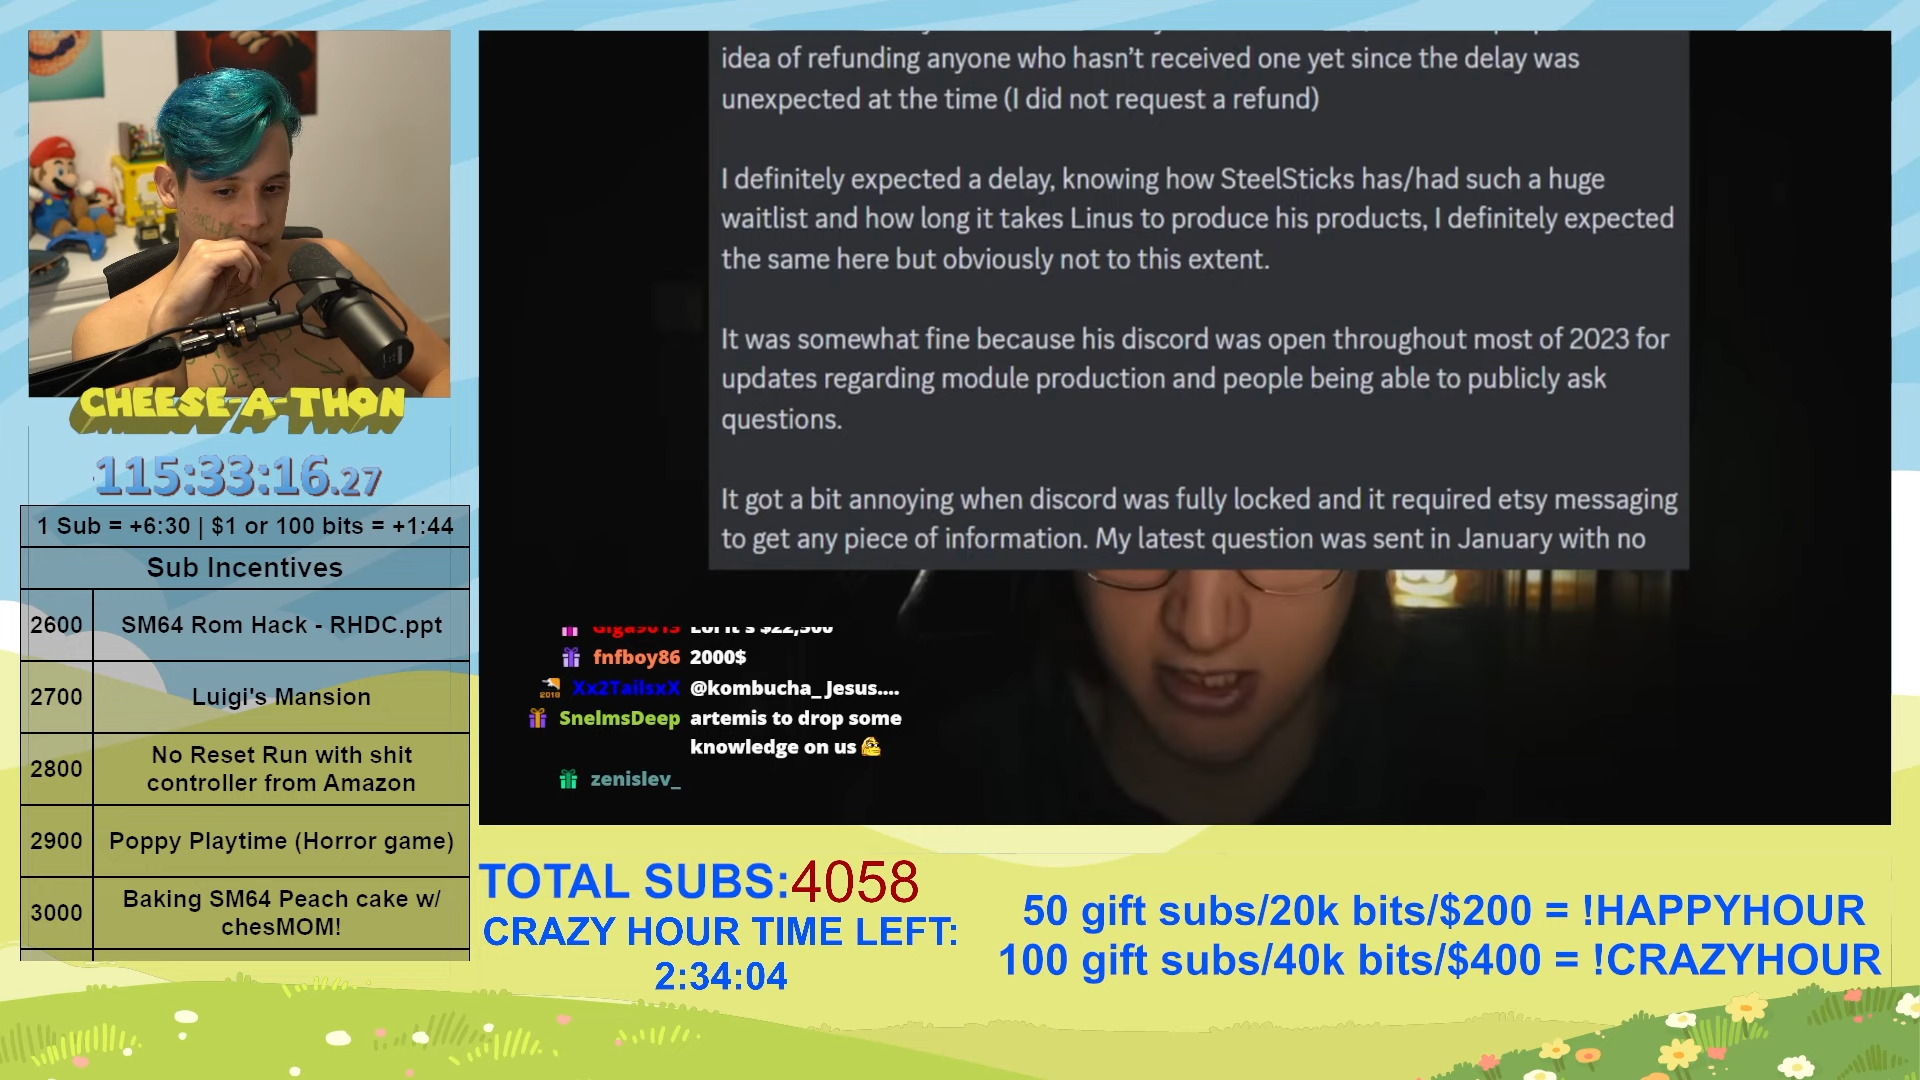 idea of refunding anyone who hasn't received one yet since the delay was
unexpected at the time (I did not request a refund)
I definitely expected a delay, knowing how SteelSticks has/had such a huge
waitlist and how long it takes Linus to produce his products, I definitely expected
the same here but obviously not to this extent.
It was somewhat fine because his discord was open throughout most of 2023 for
updates regarding module production and people being able to publicly ask
questions.
It got a bit annoying when discord was fully locked and it required etsy messaging
to get any piece of information. My latest question was sent in January with no
DEEP
CHEESE-A-THON
115:33:16.27
1 Sub = +6:30 | $1 or 100 bits = +1:44
Sub Incentives
2600 SM64 Rom Hack - RHDC.ppt
2700 Luigi's Mansion
2800 No Reset Run with shit
controller from Amazon
2900 Poppy Playtime (Horror game)
3000 Baking SM64 Peach cake w/
chesMOM!
Giga9613 Lol it's $22,500
fnfboy86 2000$
2018 Xx2TailsxX @kombucha_ Jesus....
SnelmsDeep artemis to drop some
knowledge on us
zenislev_
TOTAL SUBS:4058
CRAZY HOUR TIME LEFT:
2:34:04
50 gift subs/20k bits/$200 = !HAPPYHOUR
100 gift subs/40k bits/$400 = !CRAZYHOUR